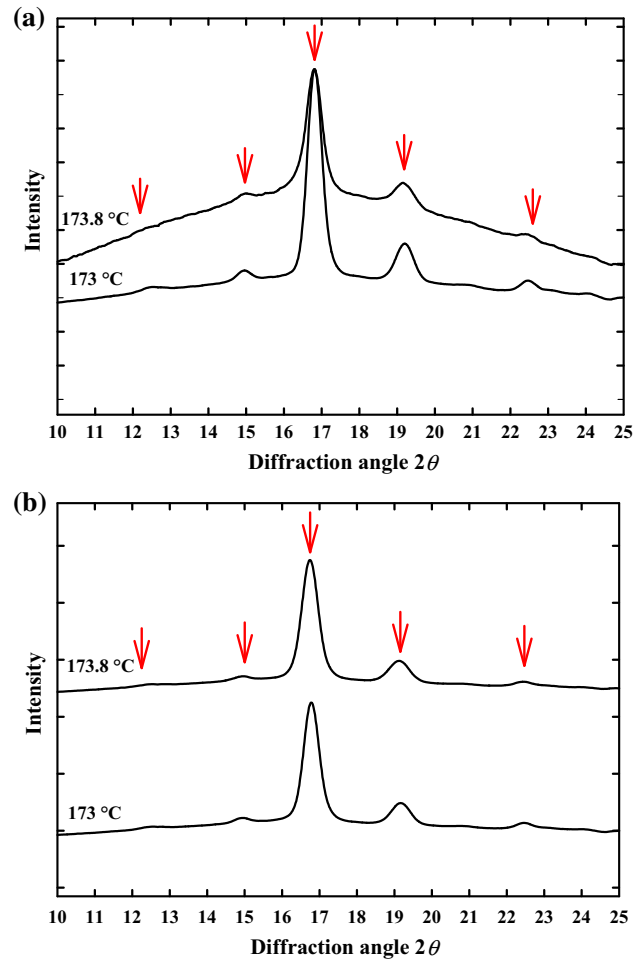 (a)
Intensity
173.8 °C
173 °C
10 11 12 13 14 15 16 17 18 19 20 21 22 23 24 25
Diffraction angle 2θ
(b)
Intensity
173.8 °C
173 °C
10 11 12 13 14 15 16 17 18 19 20 21 22 23 24 25
Diffraction angle 2θ